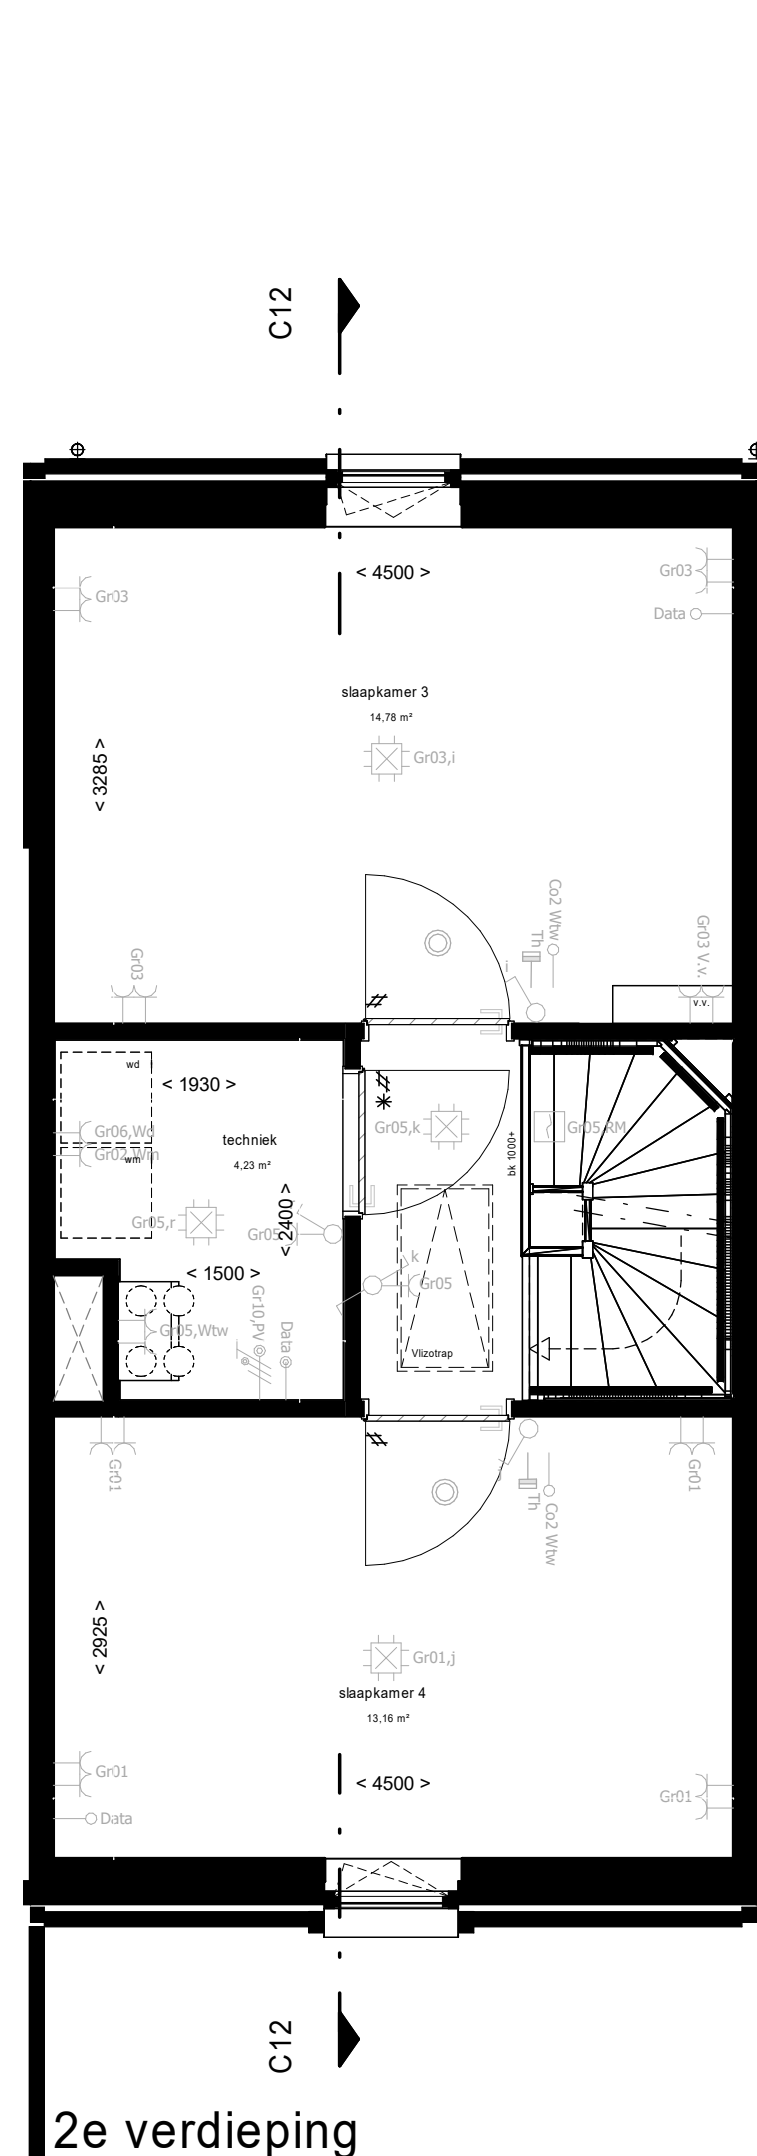 C12
< 4500 >
Gr03
Gr03
Data
slaapkamer 3
14,78 m²
< 3285 >
Gr03,i
Co2 Wtw
Th
i
Gr03
Gr03 V.v.
v.v.
wd
< 1930 >
Gr06,Wd
Gr02,Wm
wm
techniek
4,23 m²
Gr05,k
Gr05,RM
bk 1000+
Gr05,r
Gr05
< 2400 >
k
Gr05
< 1500 >
Gr10,PV
Data
Gr05,Wtw
Vlizotrap
Gr01
Gr01
j
Th
Co2 Wtw
< 2925 >
Gr01,j
slaapkamer 4
13,16 m²
Gr01
< 4500 >
Gr01
Data
C12
2e verdieping